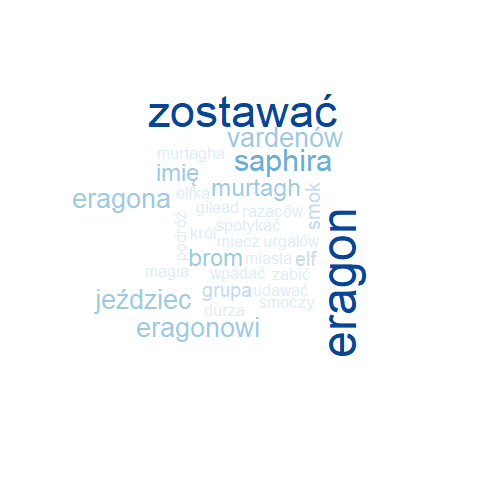 zostawać
vardenów
murtagha
saphira
imię
murtagh
eragona
elfka
smok
gilead
razaców
podróż
król
spotykać
miecz
urgalów
eragon
brom
miasta
elf
magia
wpadać
zabić
jeździec
grupa
udawać
durza
smoczy
eragonowi